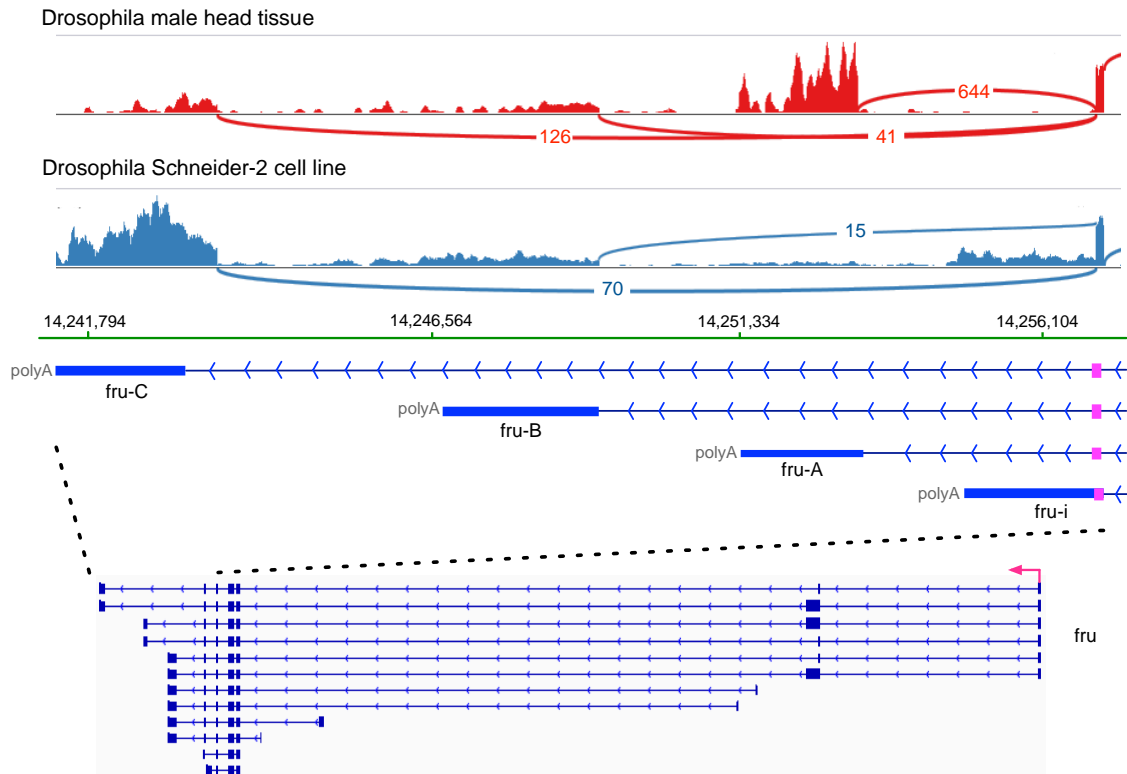 Drosophila male head tissue
644
126
41
Drosophila Schneider-2 cell line
15
70
14,241,794 14,246,564 14,251,334 14,256,104
polyA
fru-C
polyA
fru-B
polyA
fru-A
polyA
fru-i
fru